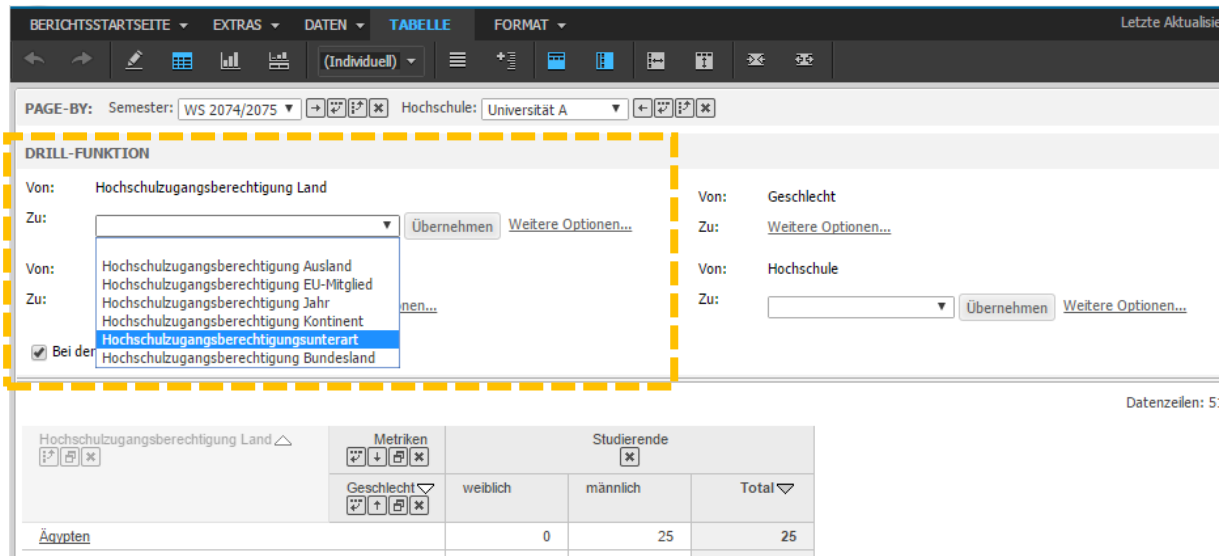 BERICHTSSTARTSEITE EXTRAS DATEN TABELLE FORMAT Letzte Aktualisie
(Individuell)
PAGE-BY: Semester: WS 2074/2075 Hochschule: Universität A
DRILL-FUNKTION
Von: Hochschulzugangsberechtigung Land
Zu: Übernehmen Weitere Optionen...
Hochschulzugangsberechtigung Ausland
Hochschulzugangsberechtigung EU-Mitglied
Hochschulzugangsberechtigung Jahr
Hochschulzugangsberechtigung Kontinent
Hochschulzugangsberechtigungsunterart
Hochschulzugangsberechtigung Bundesland
Von:
Zu: nen...
Bei der
Von: Geschlecht
Zu: Weitere Optionen...
Von: Hochschule
Zu: Übernehmen Weitere Optionen...
Datenzeilen: 51
Hochschulzugangsberechtigung Land Metriken Studierende
Geschlecht weiblich männlich Total
Ägypten 0 25 25